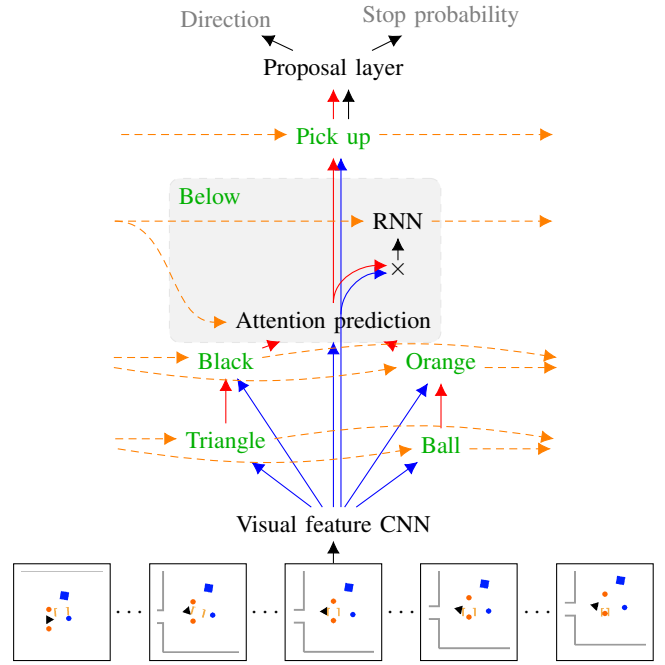 Direction Stop probability
Proposal layer
Pick up
Below
RNN
×
Attention prediction
Black Orange
Triangle Ball
Visual feature CNN
... ... ... ...